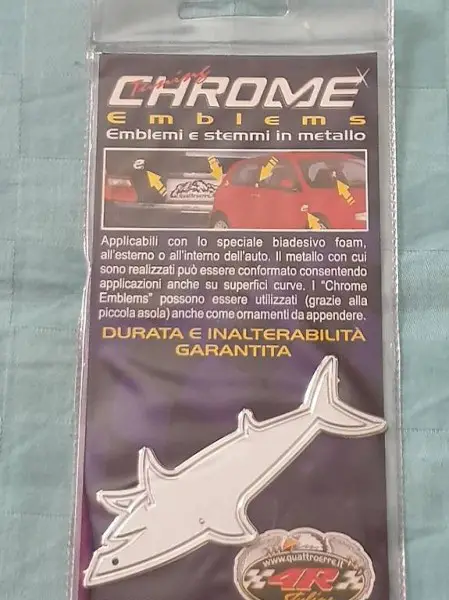 Tuning
CHROME
Emblems
Emblemi e stemmi in metallo
Applicabili con lo speciale biadesivo foam,
all'esterno o all'interno dell'auto. Il metallo con cui
sono realizzati può essere conformato consentendo
applicazioni anche su superfici curve. I "Chrome
Emblems" possono essere utilizzati (grazie alla
piccola asola) anche come ornamenti da appendere.
DURATA E INALTERABILITÀ
GARANTITA
www.quattroerre.it
4R
Italia